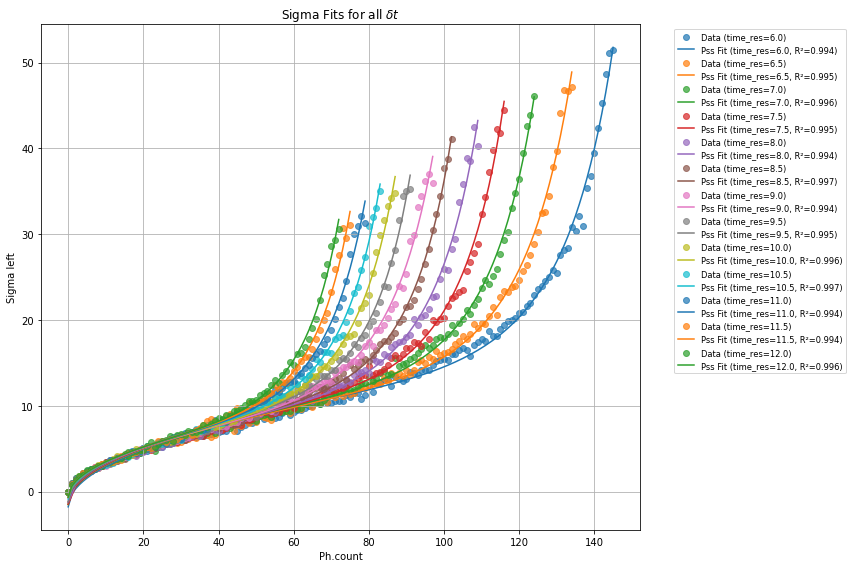 Sigma Fits for all δt
Sigma left
50
40
30
20
10
0
0 20 40 60 80 100 120 140
Ph.count
Data (time_res=6.0)
Pss Fit (time_res=6.0, R²=0.994)
Data (time_res=6.5)
Pss Fit (time_res=6.5, R²=0.995)
Data (time_res=7.0)
Pss Fit (time_res=7.0, R²=0.996)
Data (time_res=7.5)
Pss Fit (time_res=7.5, R²=0.995)
Data (time_res=8.0)
Pss Fit (time_res=8.0, R²=0.994)
Data (time_res=8.5)
Pss Fit (time_res=8.5, R²=0.997)
Data (time_res=9.0)
Pss Fit (time_res=9.0, R²=0.994)
Data (time_res=9.5)
Pss Fit (time_res=9.5, R²=0.995)
Data (time_res=10.0)
Pss Fit (time_res=10.0, R²=0.996)
Data (time_res=10.5)
Pss Fit (time_res=10.5, R²=0.997)
Data (time_res=11.0)
Pss Fit (time_res=11.0, R²=0.994)
Data (time_res=11.5)
Pss Fit (time_res=11.5, R²=0.994)
Data (time_res=12.0)
Pss Fit (time_res=12.0, R²=0.996)